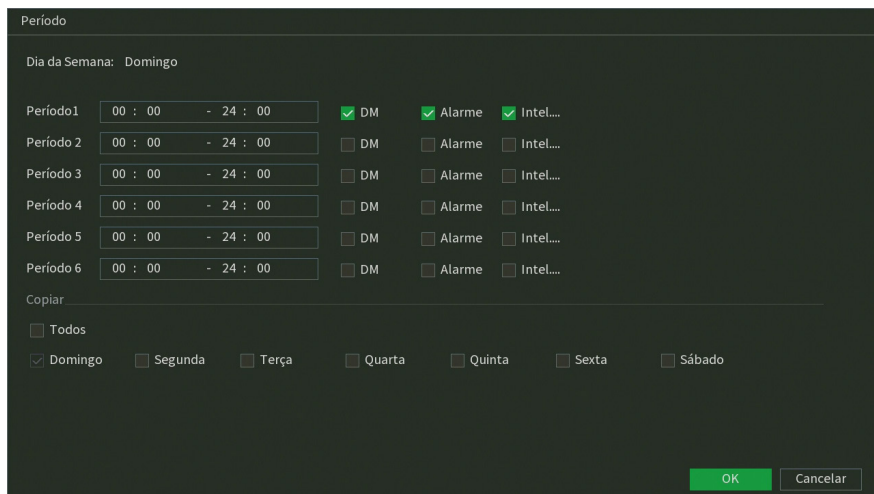 Período
Dia da Semana: Domingo
Período1 00 : 00 - 24 : 00 DM Alarme Intel....
Período 2 00 : 00 - 24 : 00 DM Alarme Intel....
Período 3 00 : 00 - 24 : 00 DM Alarme Intel....
Período 4 00 : 00 - 24 : 00 DM Alarme Intel....
Período 5 00 : 00 - 24 : 00 DM Alarme Intel....
Período 6 00 : 00 - 24 : 00 DM Alarme Intel....
Copiar
Todos
Domingo Segunda Terça Quarta Quinta Sexta Sábado
OK Cancelar